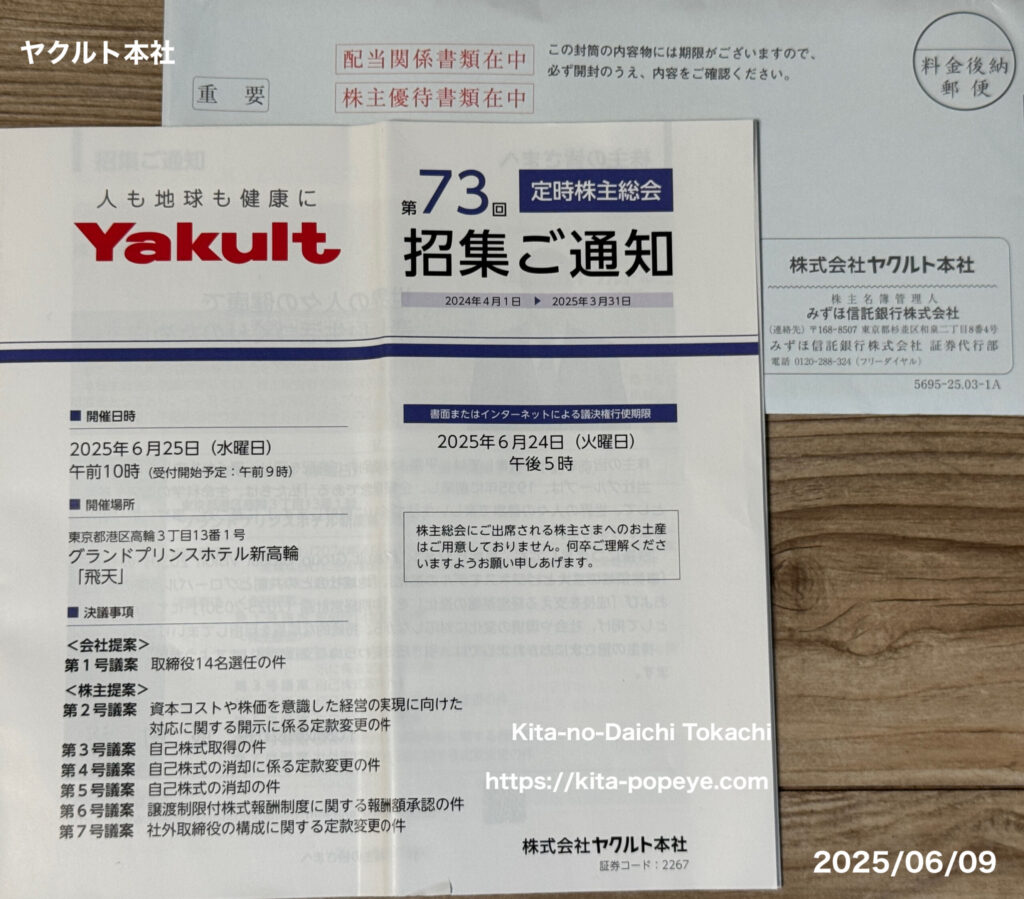 ヤクルト本社
重 要
配当関係書類在中
株主優待書類在中
この封筒の内容物には期限がございますので、
必ず開封のうえ、内容をご確認ください。
料金後納
郵便
人も地球も健康に
Yakult
第73回
定時株主総会
招集ご通知
2024年4月1日 ▶ 2025年3月31日
株式会社ヤクルト本社
株主名簿管理人
みずほ信託銀行株式会社
(連絡先) 〒168-8507 東京都杉並区和泉二丁目8番4号
みずほ信託銀行株式会社 証券代行部
電話 0120-288-324 (フリーダイヤル)
5695-25.03-1A
■ 開催日時
2025年6月25日(水曜日)
午前10時(受付開始予定:午前9時)
■ 開催場所
東京都港区高輪3丁目13番1号
グランドプリンスホテル新高輪
「飛天」
■ 決議事項
<会社提案>
第1号議案 取締役14名選任の件
<株主提案>
第2号議案 資本コストや株価を意識した経営の実現に向けた
対応に関する開示に係る定款変更の件
第3号議案 自己株式取得の件
第4号議案 自己株式の消却に係る定款変更の件
第5号議案 自己株式の消却の件
第6号議案 譲渡制限付株式報酬制度に関する報酬額承認の件
第7号議案 社外取締役の構成に関する定款変更の件
書面またはインターネットによる議決権行使期限
2025年6月24日(火曜日)
午後5時
株主総会にご出席される株主さまへのお土産
はご用意しておりません。何卒ご理解くださ
いますようお願い申しあげます。
Kita-no-Daichi Tokachi
https://kita-popeye.com
株式会社ヤクルト本社
証券コード:2267
2025/06/09